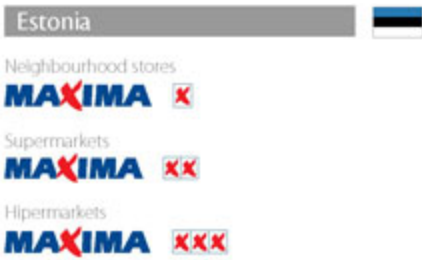 Estonia
Neighbourhood stores
MAXIMA X
Supermarkets
MAXIMA XX
Hipermarkets
MAXIMA XXX